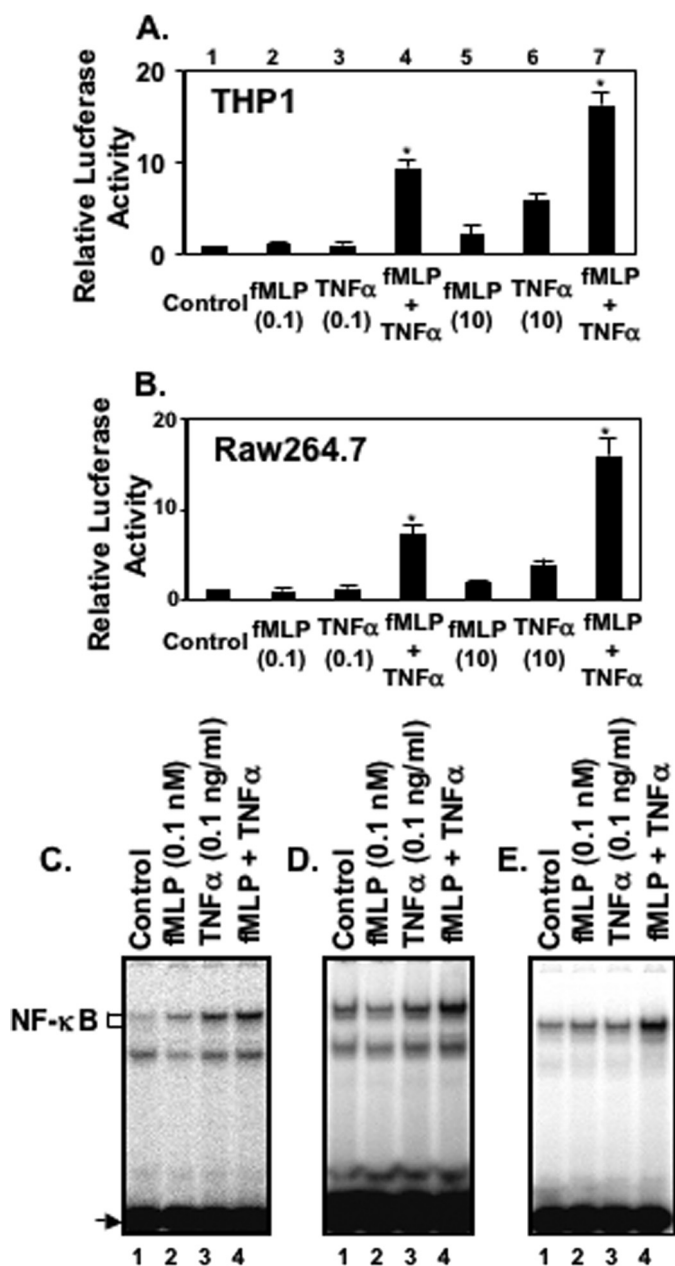 A.
1 2 3 4 5 6 7
20
THP1
* *
10
0
Relative Lucferase
Activity
Control fMLP (0.1) TNFα (0.1) fMLP + TNFα fMLP (10) TNFα (10) fMLP + TNFα
B.
20
Raw264.7
* *
10
0
Relative Luciferase
Activity
Control fMLP (0.1) TNFα (0.1) fMLP + TNFα fMLP (10) TNFα (10) fMLP + TNFα
C.
Control
fMLP (0.1 nM)
TNFα (0.1 ng/ml)
fMLP + TNFα
NF-κB
1 2 3 4
D.
Control
fMLP (0.1 nM)
TNFα (0.1 ng/ml)
fMLP + TNFα
1 2 3 4
E.
Control
fMLP (0.1 nM)
TNFα (0.1 ng/ml)
fMLP + TNFα
1 2 3 4